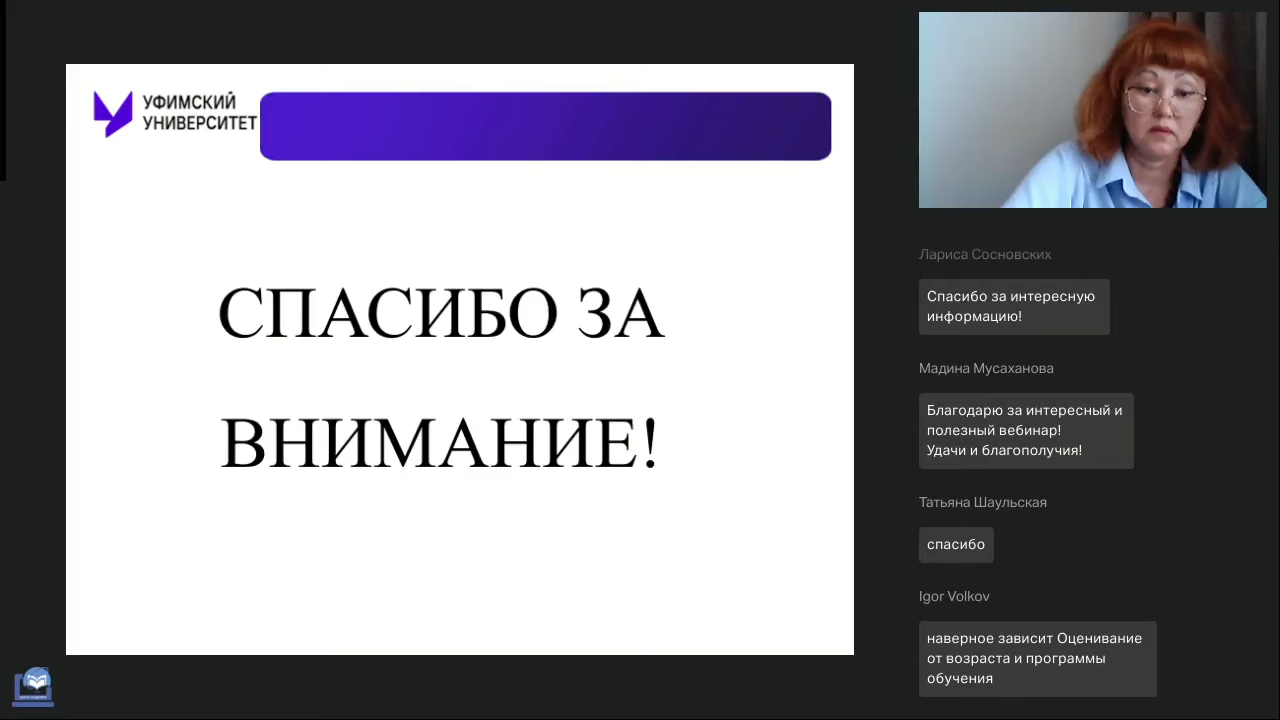 УФИМСКИЙ
УНИВЕРСИТЕТ
СПАСИБО ЗА
ВНИМАНИЕ!
Лариса Сосновских
Спасибо за интересную
информацию!
Мадина Мусаханова
Благодарю за интересный и
полезный вебинар!
Удачи и благополучия!
Татьяна Шаульская
спасибо
Igor Volkov
наверное зависит Оценивание
от возраста и программы
обучения